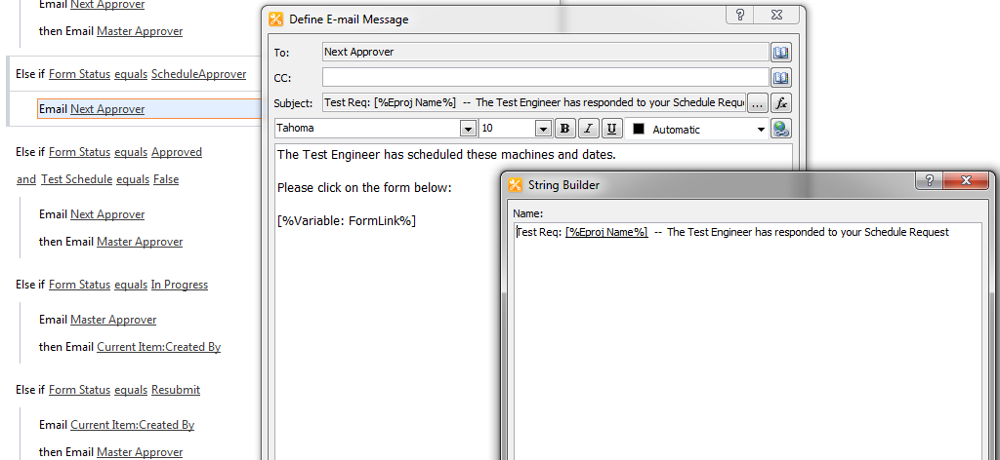 Email Next Approver
then Email Master Approver
Else if Form Status equals ScheduleApprover
Email Next Approver
Else if Form Status equals Approved
and Test Schedule equals False
Email Next Approver
then Email Master Approver
Else if Form Status equals In Progress
Email Master Approver
then Email Current Item:Created By
Else if Form Status equals Resubmit
Email Current Item:Created By
then Email Master Approver
Define E-mail Message
?
To: Next Approver
CC:
Subject: Test Req: [%Eproj Name%] -- The Test Engineer has responded to your Schedule Reque ... fx
Tahoma 10 B I U Automatic
The Test Engineer has scheduled these machines and dates.
Please click on the form below:
[%Variable: FormLink%]
String Builder
?
Name:
Test Req: [%Eproj Name%] -- The Test Engineer has responded to your Schedule Request